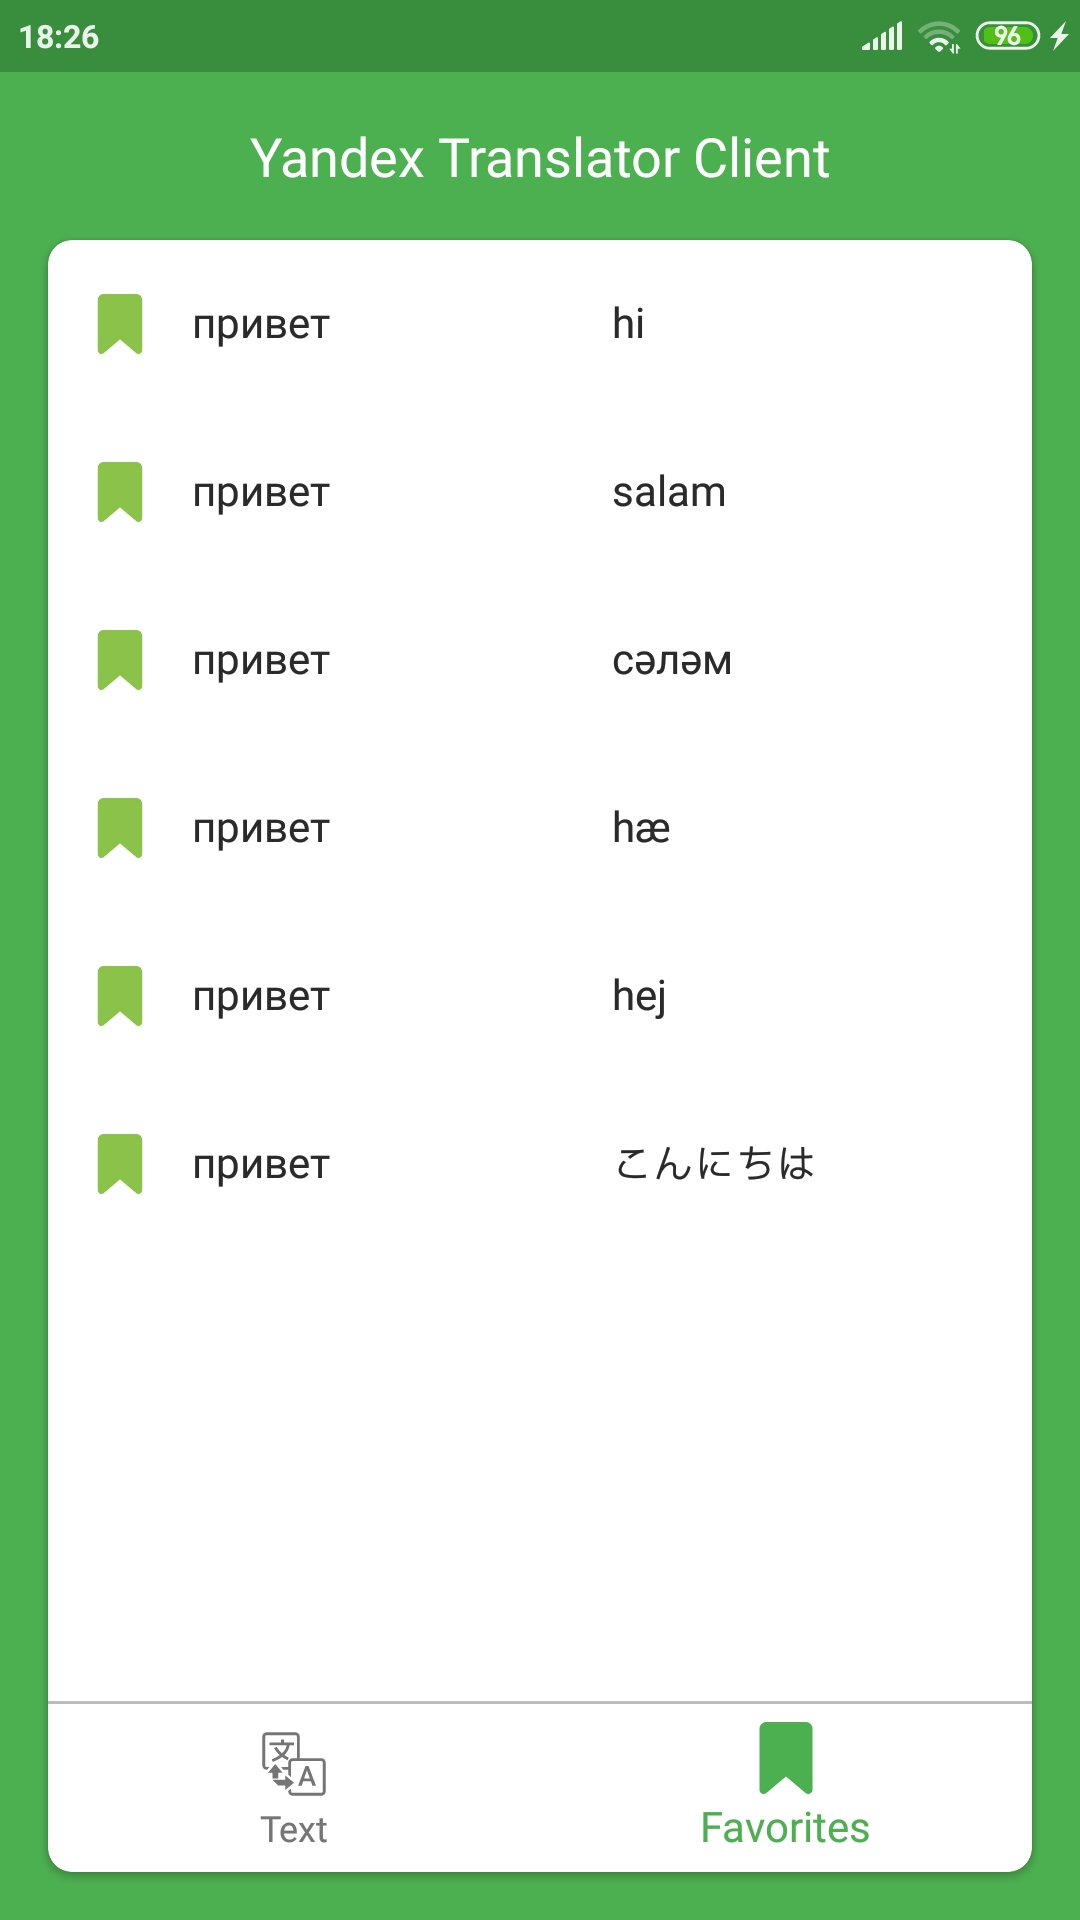 18:26
96
Yandex Translator Client
привет hi
привет salam
привет сәләм
привет hæ
привет hej
привет こんにちは
文 A
Text
Favorites